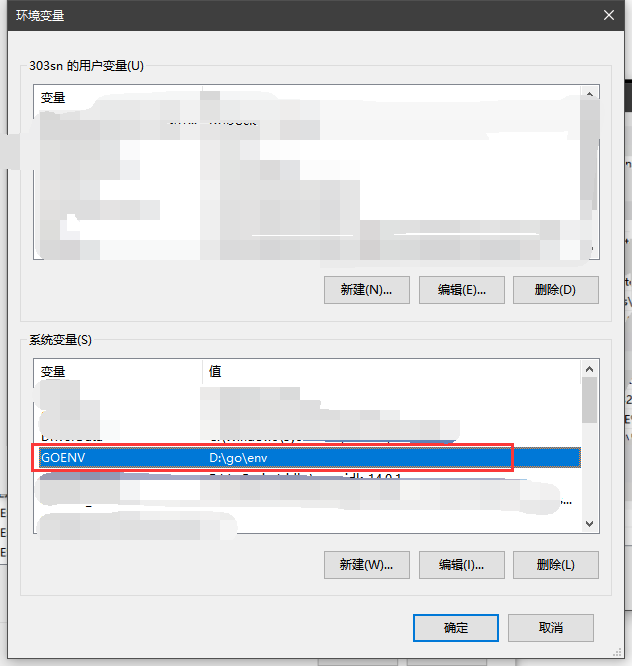 环境变量
303sn 的用户变量(U)
变量
新建(N)...
编辑(E)...
删除(D)
系统变量(S)
变量 值
GOENV D:\go\env
新建(W)...
编辑(I)...
删除(L)
确定
取消